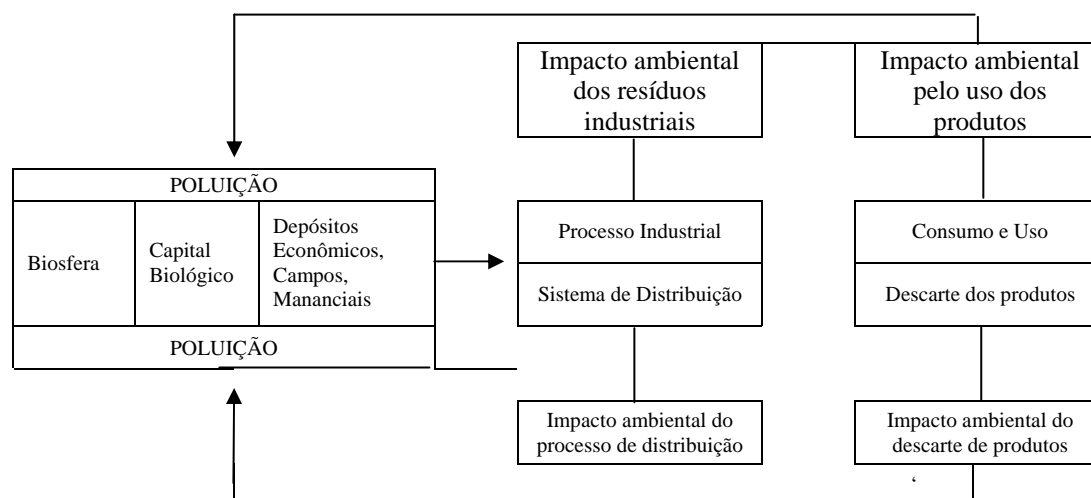 Impacto ambiental
dos resíduos
industriais
Impacto ambiental
pelo uso dos
produtos
POLUIÇÃO
Biosfera
Capital
Biológico
Depósitos
Econômicos,
Campos,
Mananciais
POLUIÇÃO
Processo Industrial
Sistema de Distribuição
Consumo e Uso
Descarte dos produtos
Impacto ambiental do
processo de distribuição
Impacto ambiental do
descarte de produtos
‘